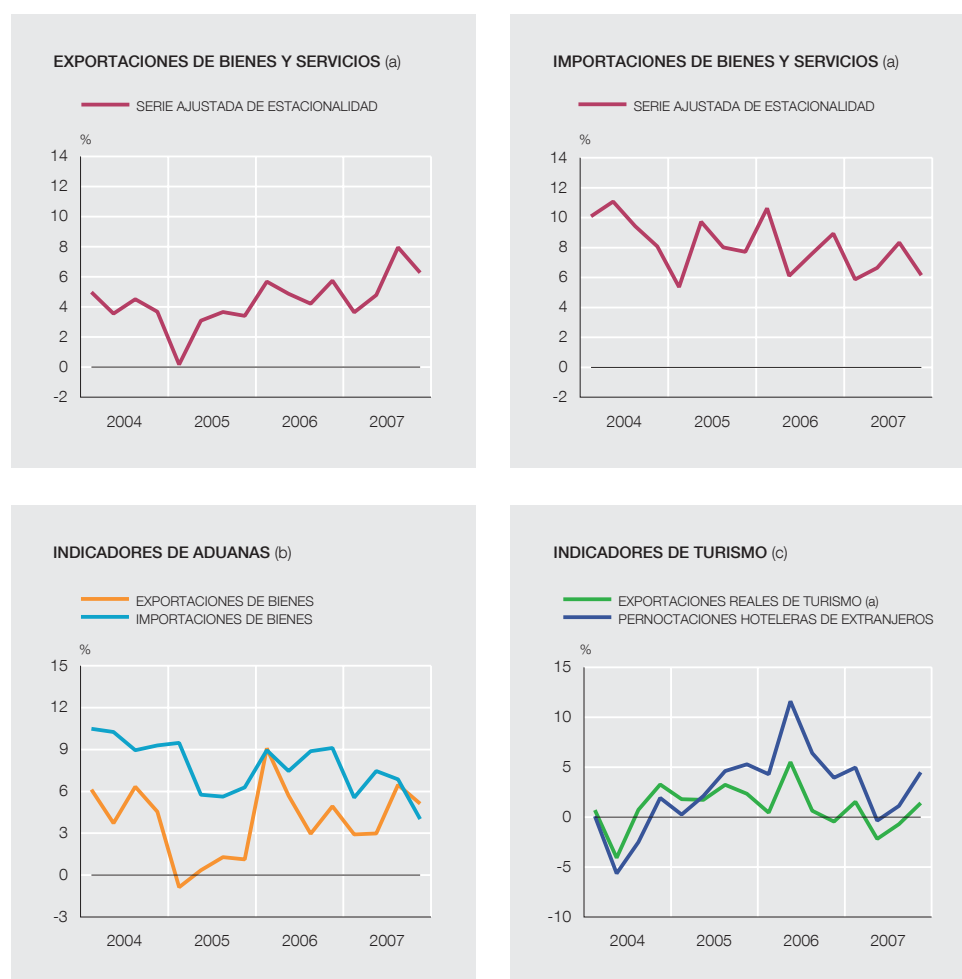 EXPORTACIONES DE BIENES Y SERVICIOS (a)
SERIE AJUSTADA DE ESTACIONALIDAD
%
14
12
10
8
6
4
2
0
-2
2004 2005 2006 2007
IMPORTACIONES DE BIENES Y SERVICIOS (a)
SERIE AJUSTADA DE ESTACIONALIDAD
%
14
12
10
8
6
4
2
0
-2
2004 2005 2006 2007
INDICADORES DE ADUANAS (b)
EXPORTACIONES DE BIENES
IMPORTACIONES DE BIENES
%
15
12
9
6
3
0
-3
2004 2005 2006 2007
INDICADORES DE TURISMO (c)
EXPORTACIONES REALES DE TURISMO (a)
PERNOCTACIONES HOTELERAS DE EXTRANJEROS
%
15
10
5
0
-5
-10
2004 2005 2006 2007